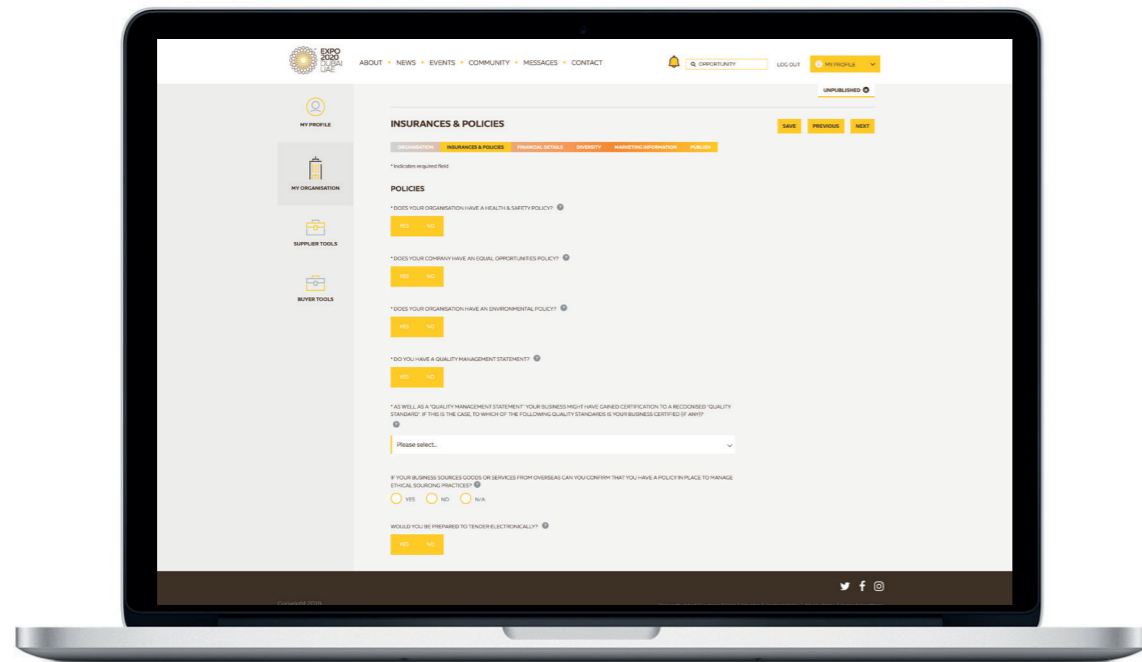 EXPO
2020
DUBAI
UAE
ABOUT • NEWS • EVENTS • COMMUNITY • MESSAGES • CONTACT
OPPORTUNITY
LOG OUT
MY PROFILE
UNPUBLISHED
MY PROFILE
MY ORGANISATION
SUPPLIER TOOLS
BUYER TOOLS
INSURANCES & POLICIES
SAVE PREVIOUS NEXT
ORGANISATION INSURANCES & POLICIES FINANCIAL DETAILS DIVERSITY MARKETING INFORMATION PUBLISH
* Indicates required field
POLICIES
* DOES YOUR ORGANISATION HAVE A HEALTH & SAFETY POLICY? ?
YES NO
* DOES YOUR COMPANY HAVE AN EQUAL OPPORTUNITIES POLICY? ?
YES NO
* DOES YOUR ORGANISATION HAVE AN ENVIRONMENTAL POLICY? ?
YES NO
* DO YOU HAVE A QUALITY MANAGEMENT STATEMENT? ?
YES NO
* AS WELL AS A "QUALITY MANAGEMENT STATEMENT" YOUR BUSINESS MIGHT HAVE GAINED CERTIFICATION TO A RECOGNISED "QUALITY
STANDARD". IF THIS IS THE CASE, TO WHICH OF THE FOLLOWING QUALITY STANDARDS IS YOUR BUSINESS CERTIFIED (IF ANY)?
?
Please select...
IF YOUR BUSINESS SOURCES GOODS OR SERVICES FROM OVERSEAS CAN YOU CONFIRM THAT YOU HAVE A POLICY IN PLACE TO MANAGE
ETHICAL SOURCING PRACTICES? ?
YES NO N/A
WOULD YOU BE PREPARED TO TENDER ELECTRONICALLY? ?
YES NO
Copyright 2019